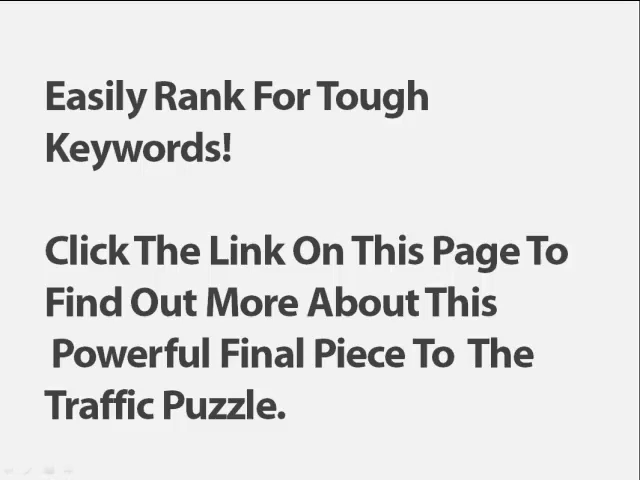 Easily Rank For Tough
Keywords!
Click The Link On This Page To
Find Out More About This
Powerful Final Piece To The
Traffic Puzzle.